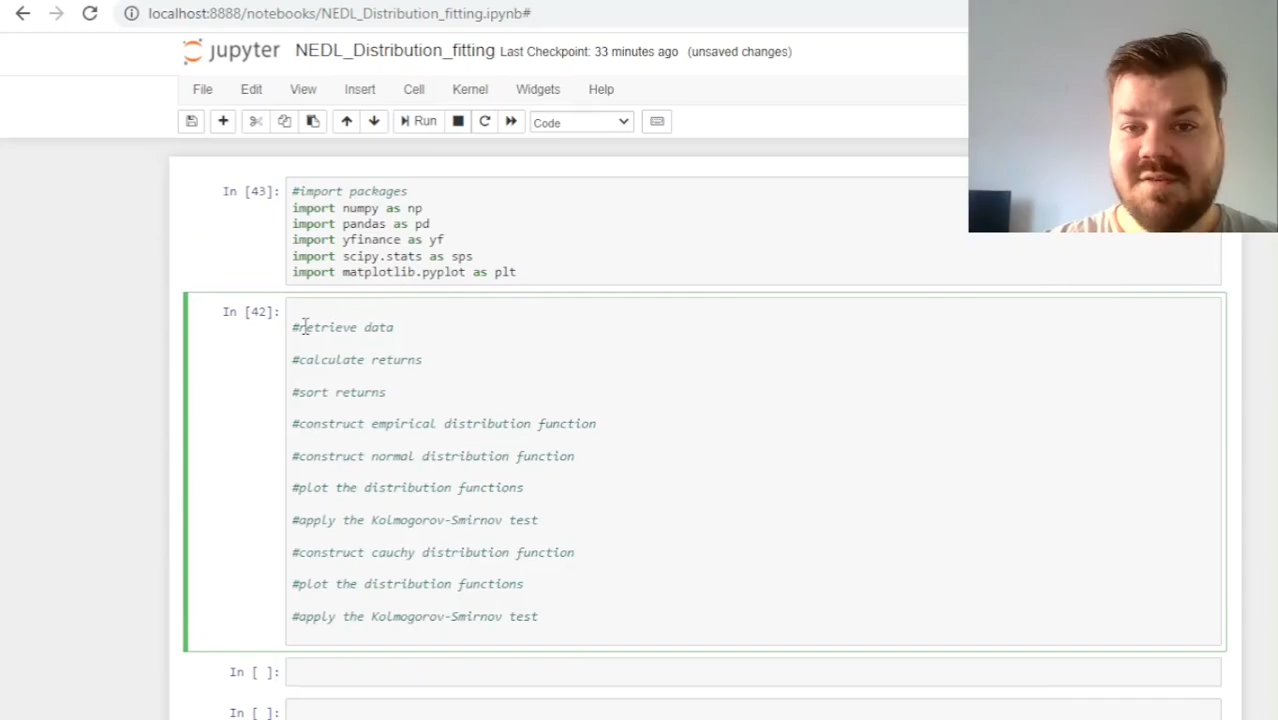 localhost:8888/notebooks/NEDL_Distribution_fitting.ipynb#
jupyter NEDL_Distribution_fitting Last Checkpoint: 33 minutes ago (unsaved changes)
File Edit View Insert Cell Kernel Widgets Help
Run Code
In [43]: #import packages
import numpy as np
import pandas as pd
import yfinance as yf
import scipy.stats as sps
import matplotlib.pyplot as plt
In [42]:
#retrieve data
#calculate returns
#sort returns
#construct empirical distribution function
#construct normal distribution function
#plot the distribution functions
#apply the Kolmogorov-Smirnov test
#construct cauchy distribution function
#plot the distribution functions
#apply the Kolmogorov-Smirnov test
In [ ]:
In [ ]: